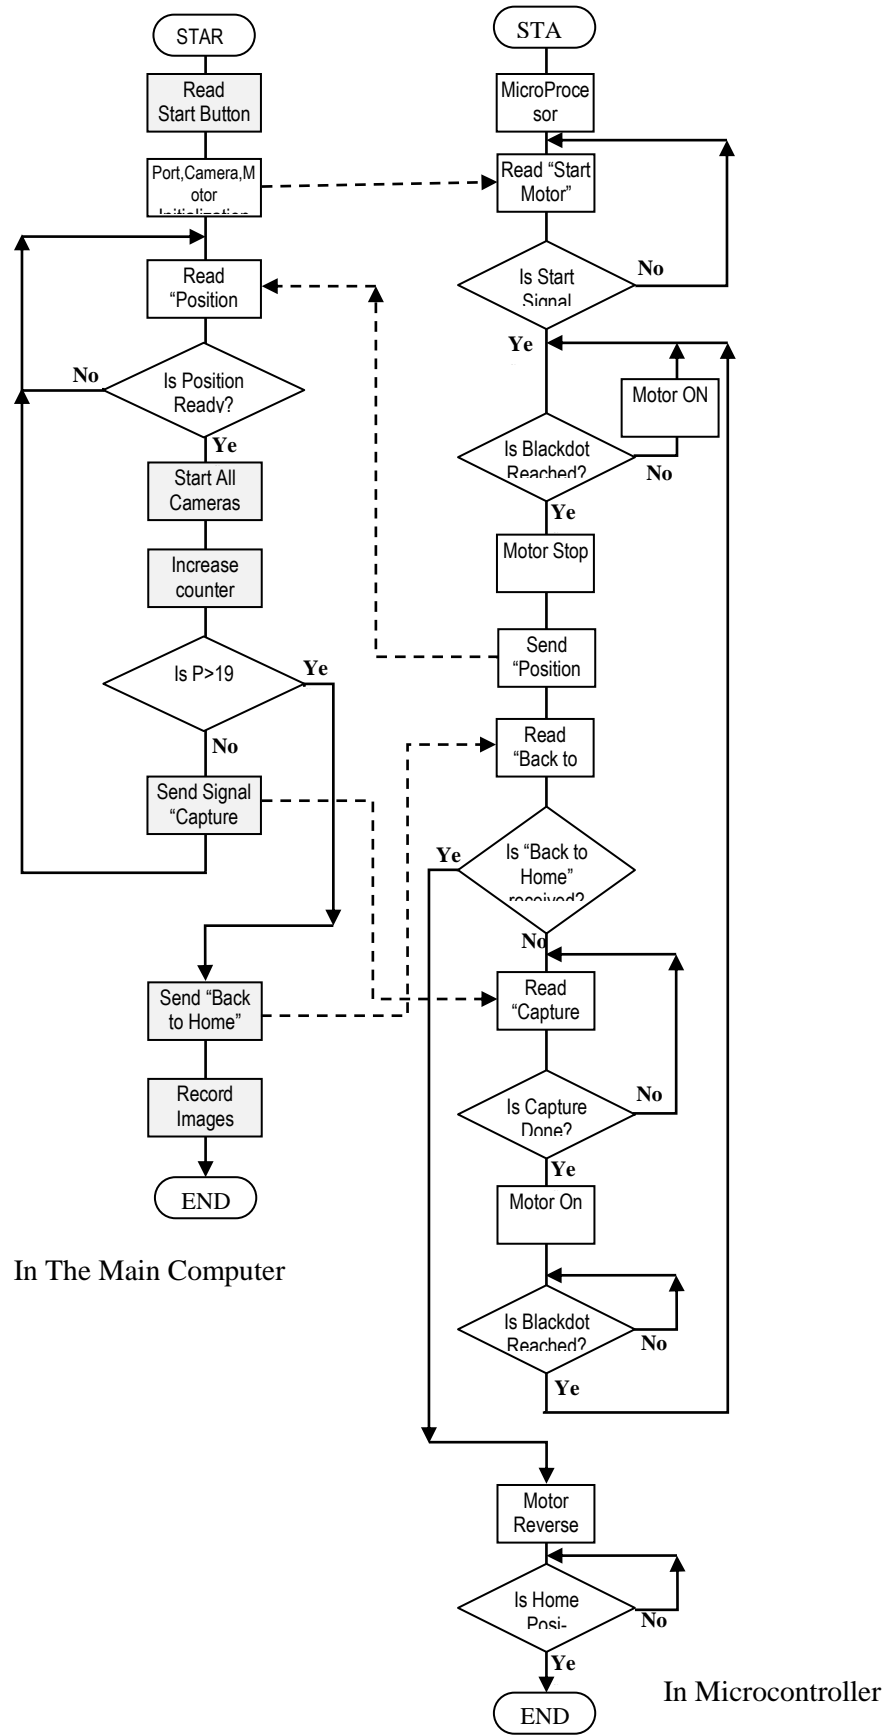 STAR
Read
Start Button
Port,Camera,M
otor
Initialization
Read
“Position
Is Position
Ready?
No
Ye
Start All
Cameras
Increase
counter
Is P>19
Ye
No
Send Signal
“Capture
Send “Back
to Home”
Record
Images
END
In The Main Computer
STA
MicroProce
sor
Read “Start
Motor”
Is Start
Signal
No
Ye
Motor ON
Is Blackdot
Reached?
No
Ye
Motor Stop
Send
“Position
Read
“Back to
Is “Back to
Home”
received?
Ye
No
Read
“Capture
Is Capture
Done?
No
Ye
Motor On
Is Blackdot
Reached?
No
Ye
Motor
Reverse
Is Home
Posi-
No
Ye
END
In Microcontroller